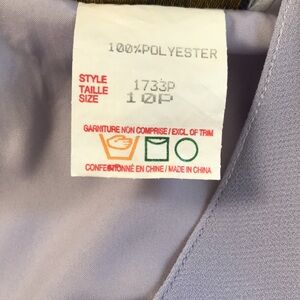 100%POLYESTER
STYLE 1733P
TAILLE
SIZE 10P
GARNITURE NON COMPRISE / EXCL. OF TRIM
CONFECTIONNÉ EN CHINE / MADE IN CHINA